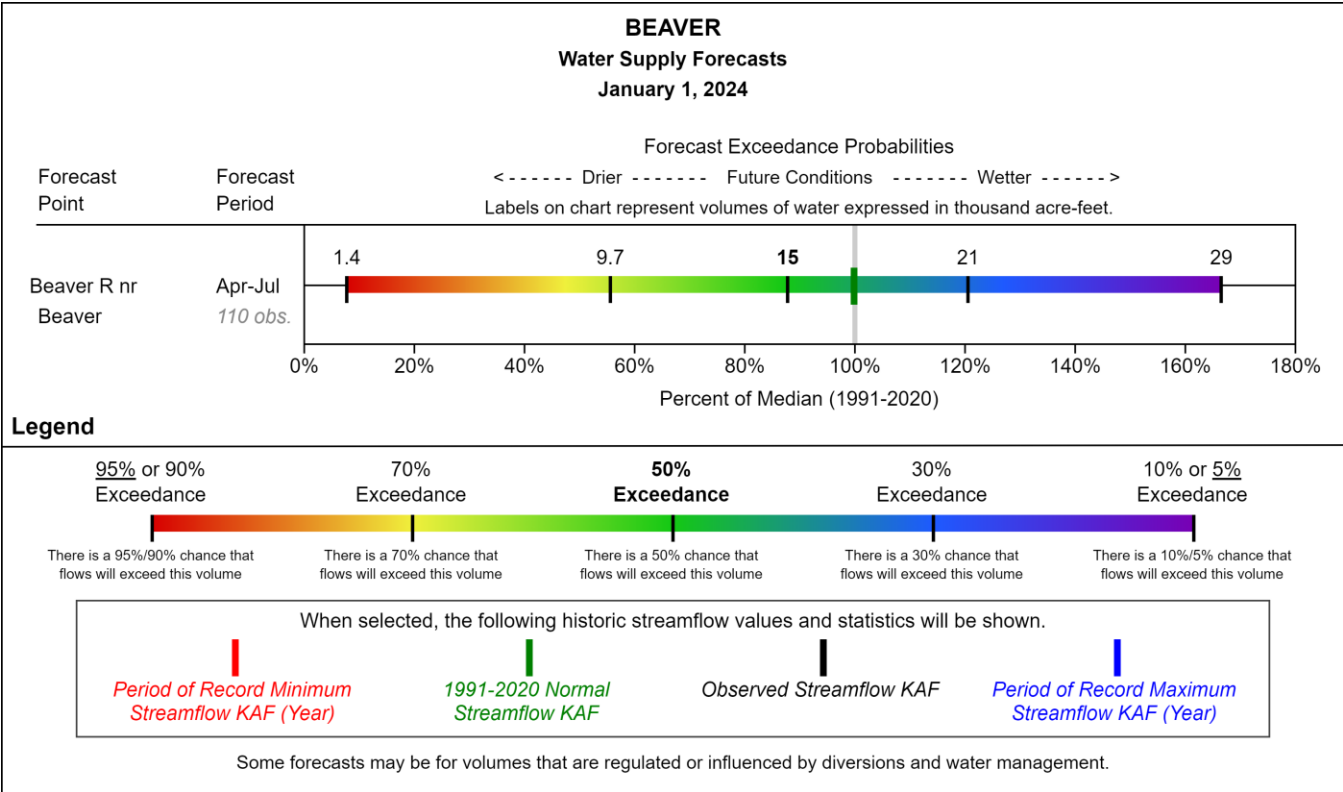 BEAVER
Water Supply Forecasts
January 1, 2024
Forecast Exceedance Probabilities
Forecast Point
Forecast Period
<------ Drier ------- Future Conditions ------- Wetter ------>
Labels on chart represent volumes of water expressed in thousand acre-feet.
1.4 9.7 15 21 29
Beaver R nr Apr-Jul
Beaver 110 obs.
0% 20% 40% 60% 80% 100% 120% 140% 160% 180%
Percent of Median (1991-2020)
Legend
95% or 90% Exceedance
70% Exceedance
50% Exceedance
30% Exceedance
10% or 5% Exceedance
There is a 95%/90% chance that
flows will exceed this volume
There is a 70% chance that
flows will exceed this volume
There is a 50% chance that
flows will exceed this volume
There is a 30% chance that
flows will exceed this volume
There is a 10%/5% chance that
flows will exceed this volume
When selected, the following historic streamflow values and statistics will be shown.
Period of Record Minimum
Streamflow KAF (Year)
1991-2020 Normal
Streamflow KAF
Observed Streamflow KAF
Period of Record Maximum
Streamflow KAF (Year)
Some forecasts may be for volumes that are regulated or influenced by diversions and water management.